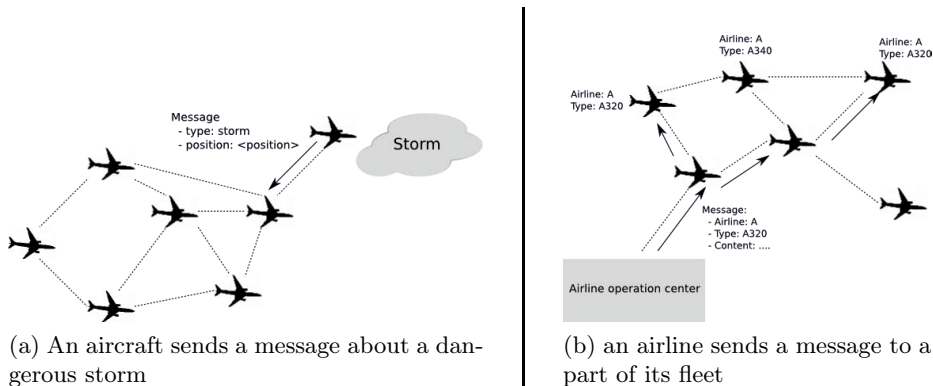 Message
- type: storm
- position: <position>
Storm
(a) An aircraft sends a message about a dan-
gerous storm
Airline: A
Type: A340
Airline: A
Type: A320
Airline: A
Type: A320
Message:
- Airline: A
- Type: A320
- Content: ....
Airline operation center
(b) an airline sends a message to a
part of its fleet